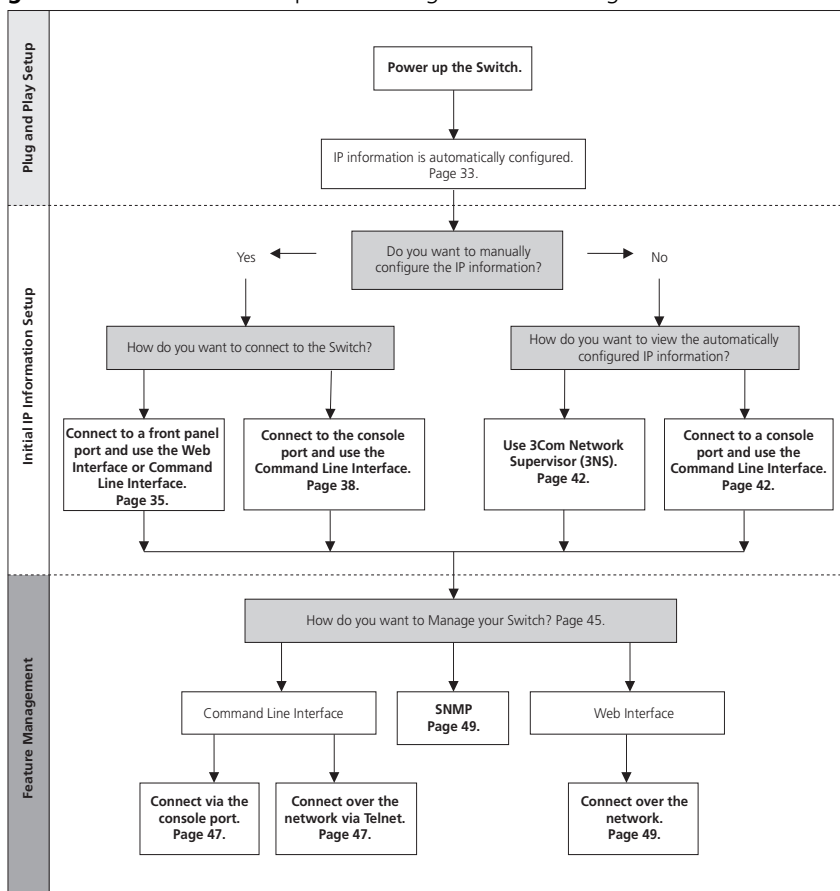 Plug and Play Setup
Power up the Switch.
IP information is automatically configured.
Page 33.
Initial IP Information Setup
Do you want to manually
configure the IP information?
Yes
No
How do you want to connect to the Switch?
How do you want to view the automatically
configured IP information?
Connect to a front panel
port and use the Web
Interface or Command
Line Interface.
Page 35.
Connect to the console
port and use the
Command Line Interface.
Page 38.
Use 3Com Network
Supervisor (3NS).
Page 42.
Connect to a console
port and use the
Command Line Interface.
Page 42.
Feature Management
How do you want to Manage your Switch? Page 45.
Command Line Interface
SNMP
Page 49.
Web Interface
Connect via the
console port.
Page 47.
Connect over the
network via Telnet.
Page 47.
Connect over the
network.
Page 49.